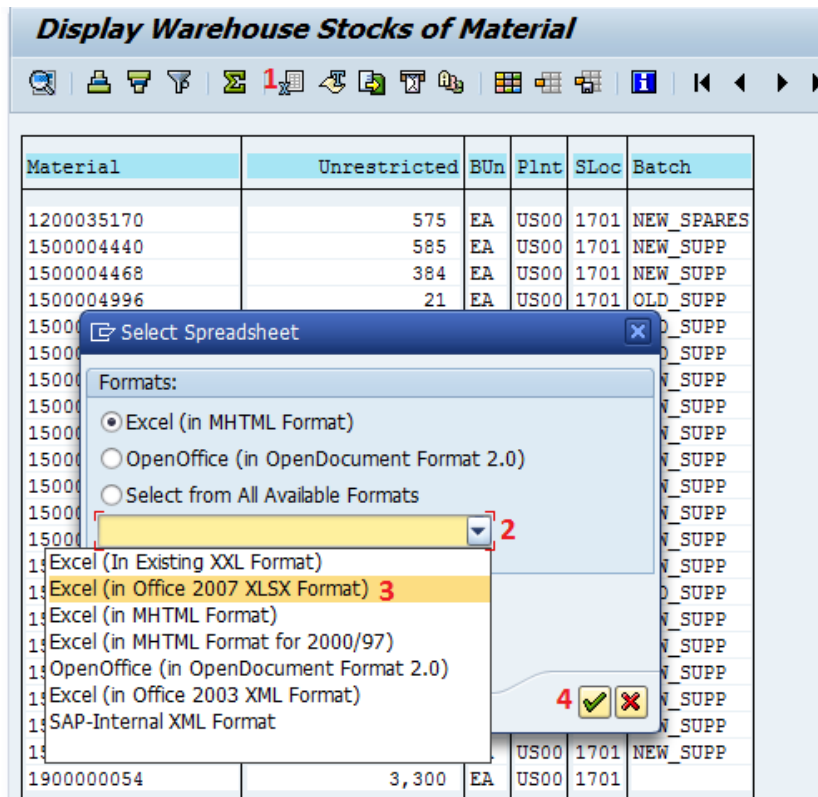 Display Warehouse Stocks of Material
1
Material Unrestricted BUn Plnt SLoc Batch
1200035170 575 EA US00 1701 NEW_SPARES
1500004440 585 EA US00 1701 NEW_SUPP
1500004468 384 EA US00 1701 NEW_SUPP
1500004996 21 EA US00 1701 OLD_SUPP
Select Spreadsheet
Formats:
Excel (in MHTML Format)
OpenOffice (in OpenDocument Format 2.0)
Select from All Available Formats
2
Excel (In Existing XXL Format)
Excel (in Office 2007 XLSX Format) 3
Excel (in MHTML Format)
Excel (in MHTML Format for 2000/97)
OpenOffice (in OpenDocument Format 2.0)
Excel (in Office 2003 XML Format)
4
SAP-Internal XML Format
US00 1701 NEW_SUPP
1900000054 3,300 EA US00 1701